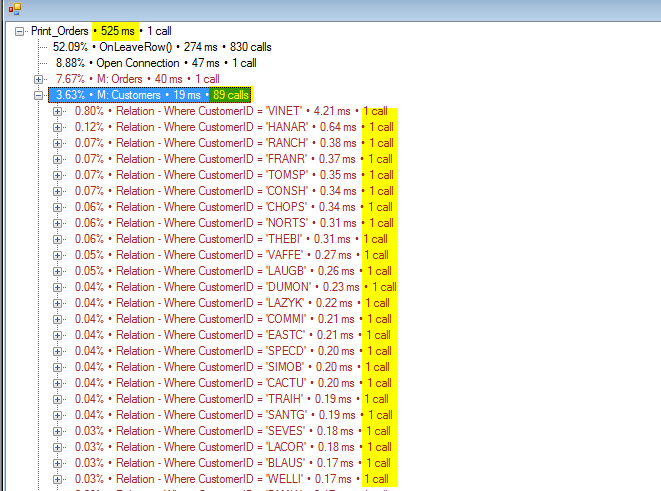 Print_Orders • 525 ms • 1 call
52.09% • OnLeaveRow() • 274 ms • 830 calls
8.88% • Open Connection • 47 ms • 1 call
7.67% • M: Orders • 40 ms • 1 call
3.63% • M: Customers • 19 ms • 89 calls
0.80% • Relation - Where CustomerID = 'VINET' • 4.21 ms • 1 call
0.12% • Relation - Where CustomerID = 'HANAR' • 0.64 ms • 1 call
0.07% • Relation - Where CustomerID = 'RANCH' • 0.38 ms • 1 call
0.07% • Relation - Where CustomerID = 'FRANR' • 0.37 ms • 1 call
0.07% • Relation - Where CustomerID = 'TOMSP' • 0.35 ms • 1 call
0.07% • Relation - Where CustomerID = 'CONSH' • 0.34 ms • 1 call
0.06% • Relation - Where CustomerID = 'CHOPS' • 0.34 ms • 1 call
0.06% • Relation - Where CustomerID = 'NORTS' • 0.31 ms • 1 call
0.06% • Relation - Where CustomerID = 'THEBI' • 0.31 ms • 1 call
0.05% • Relation - Where CustomerID = 'VAFFE' • 0.27 ms • 1 call
0.05% • Relation - Where CustomerID = 'LAUGB' • 0.26 ms • 1 call
0.04% • Relation - Where CustomerID = 'DUMON' • 0.23 ms • 1 call
0.04% • Relation - Where CustomerID = 'LAZYK' • 0.22 ms • 1 call
0.04% • Relation - Where CustomerID = 'COMMI' • 0.21 ms • 1 call
0.04% • Relation - Where CustomerID = 'EASTC' • 0.21 ms • 1 call
0.04% • Relation - Where CustomerID = 'SPECD' • 0.20 ms • 1 call
0.04% • Relation - Where CustomerID = 'SIMOB' • 0.20 ms • 1 call
0.04% • Relation - Where CustomerID = 'CACTU' • 0.20 ms • 1 call
0.04% • Relation - Where CustomerID = 'TRAIH' • 0.19 ms • 1 call
0.04% • Relation - Where CustomerID = 'SANTG' • 0.19 ms • 1 call
0.03% • Relation - Where CustomerID = 'SEVES' • 0.18 ms • 1 call
0.03% • Relation - Where CustomerID = 'LACOR' • 0.18 ms • 1 call
0.03% • Relation - Where CustomerID = 'BLAUS' • 0.17 ms • 1 call
0.03% • Relation - Where CustomerID = 'WELLI' • 0.17 ms • 1 call